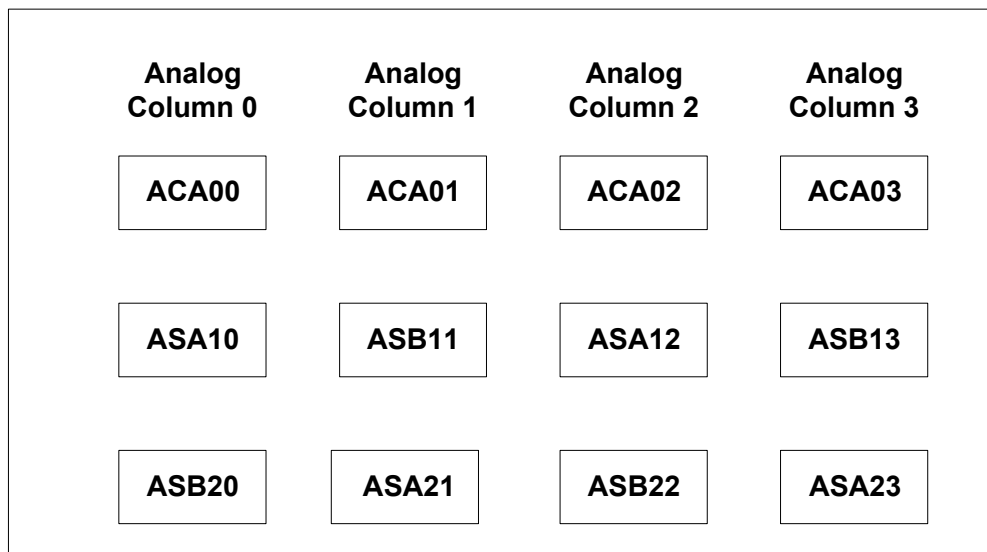 Analog Column 0
Analog Column 1
Analog Column 2
Analog Column 3
ACA00
ACA01
ACA02
ACA03
ASA10
ASB11
ASA12
ASB13
ASB20
ASA21
ASB22
ASA23